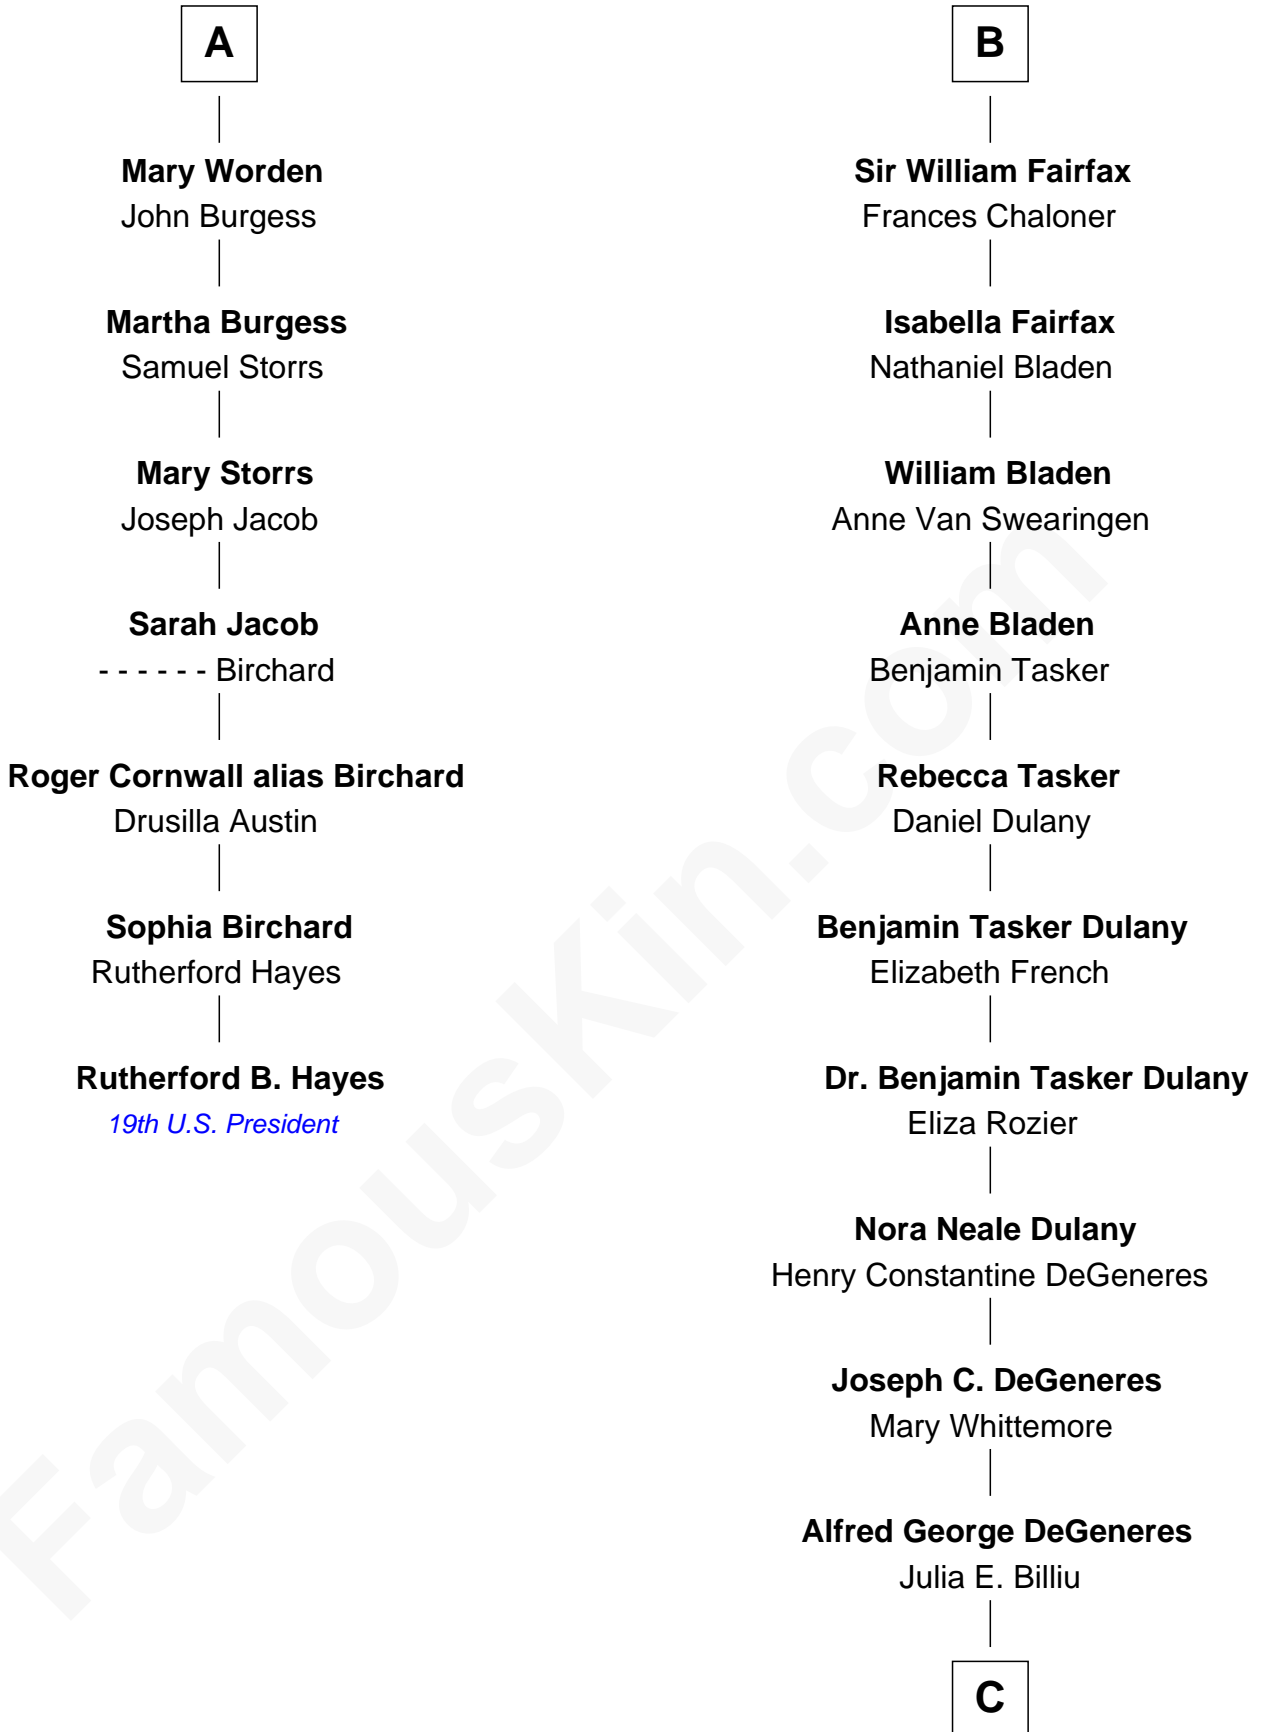 A
Mary Worden
John Burgess
Martha Burgess
Samuel Storrs
Mary Storrs
Joseph Jacob
Sarah Jacob
- - - - - - Birchard
Roger Cornwall alias Birchard
Drusilla Austin
Sophia Birchard
Rutherford Hayes
Rutherford B. Hayes
19th U.S. President
B
Sir William Fairfax
Frances Chaloner
Isabella Fairfax
Nathaniel Bladen
William Bladen
Anne Van Swearingen
Anne Bladen
Benjamin Tasker
Rebecca Tasker
Daniel Dulany
Benjamin Tasker Dulany
Elizabeth French
Dr. Benjamin Tasker Dulany
Eliza Rozier
Nora Neale Dulany
Henry Constantine DeGeneres
Joseph C. DeGeneres
Mary Whittemore
Alfred George DeGeneres
Julia E. Billiu
C
FamousKin.com